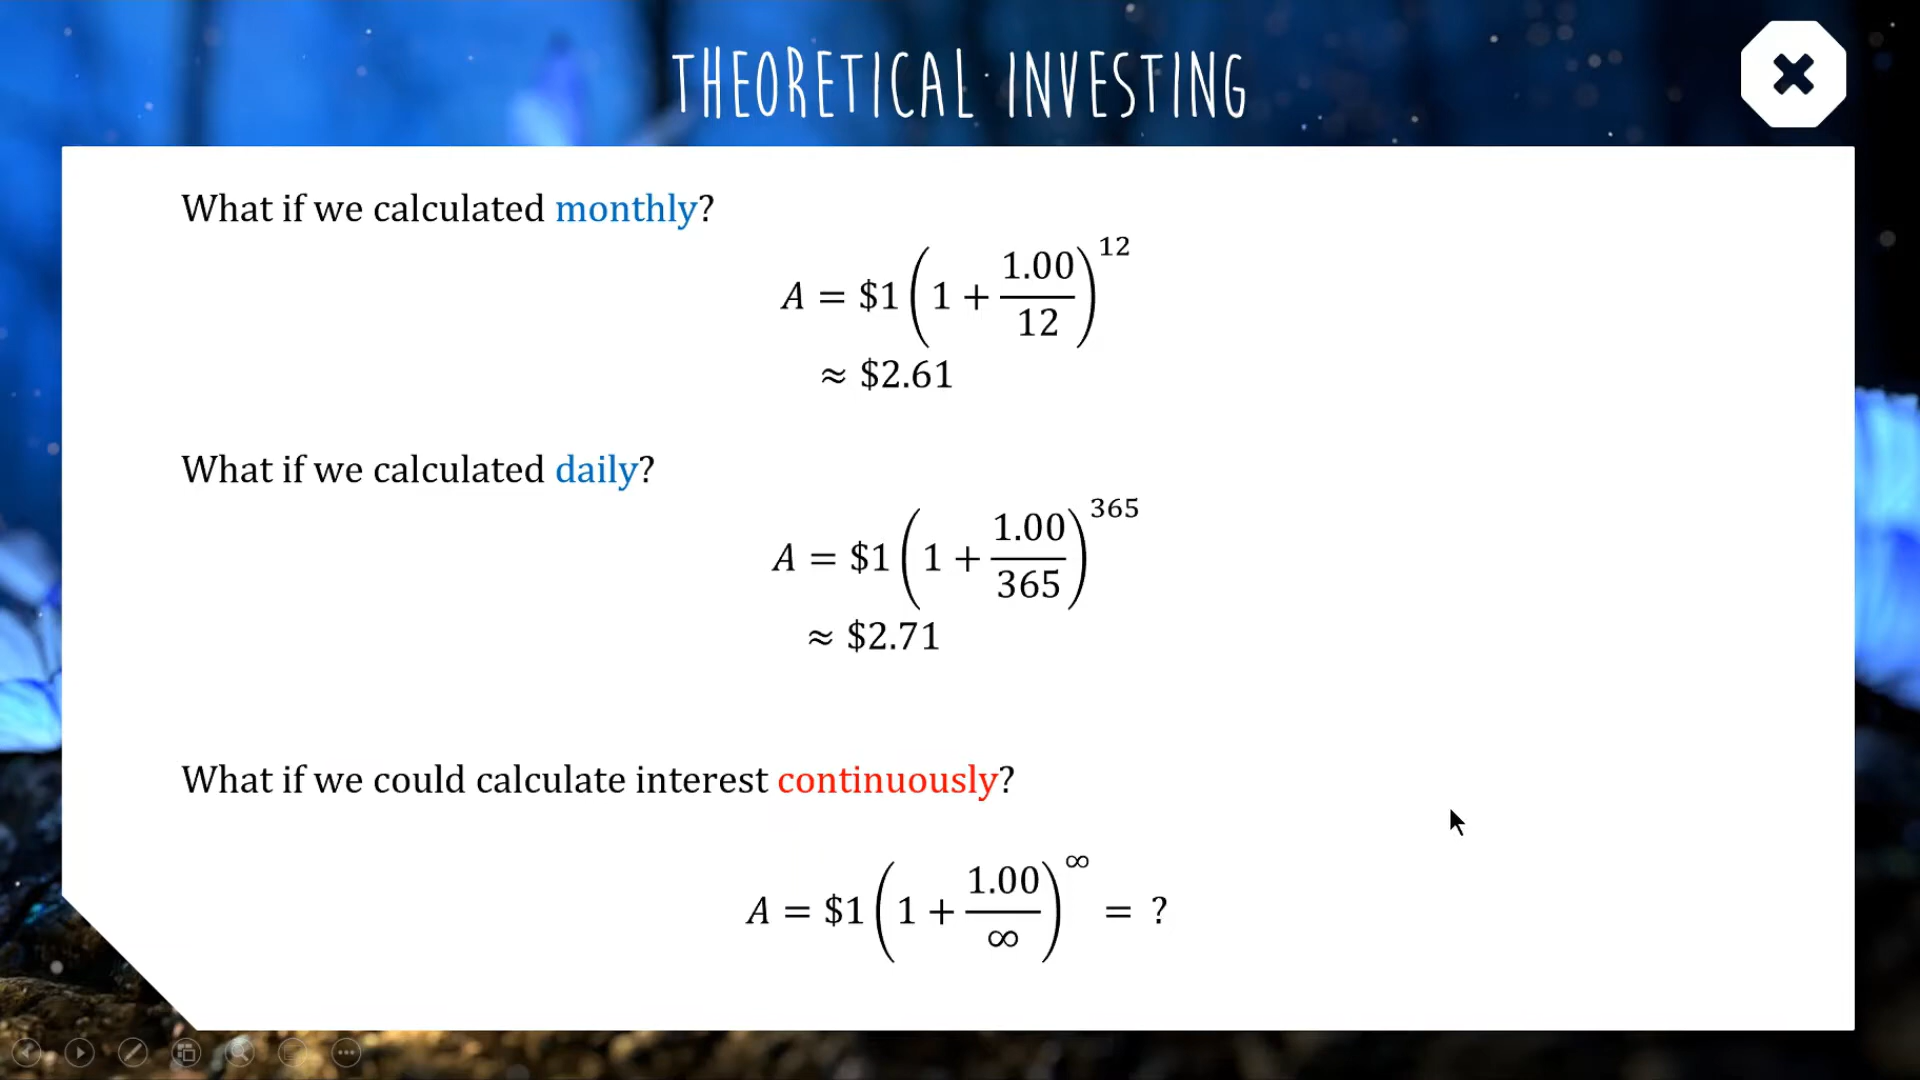 THEORETICAL INVESTING
What if we calculated monthly?
A = $1(1 + 1.00/12)^12
≈ $2.61
What if we calculated daily?
A = $1(1 + 1.00/365)^365
≈ $2.71
What if we could calculate interest continuously?
A = $1(1 + 1.00/∞)^∞ = ?